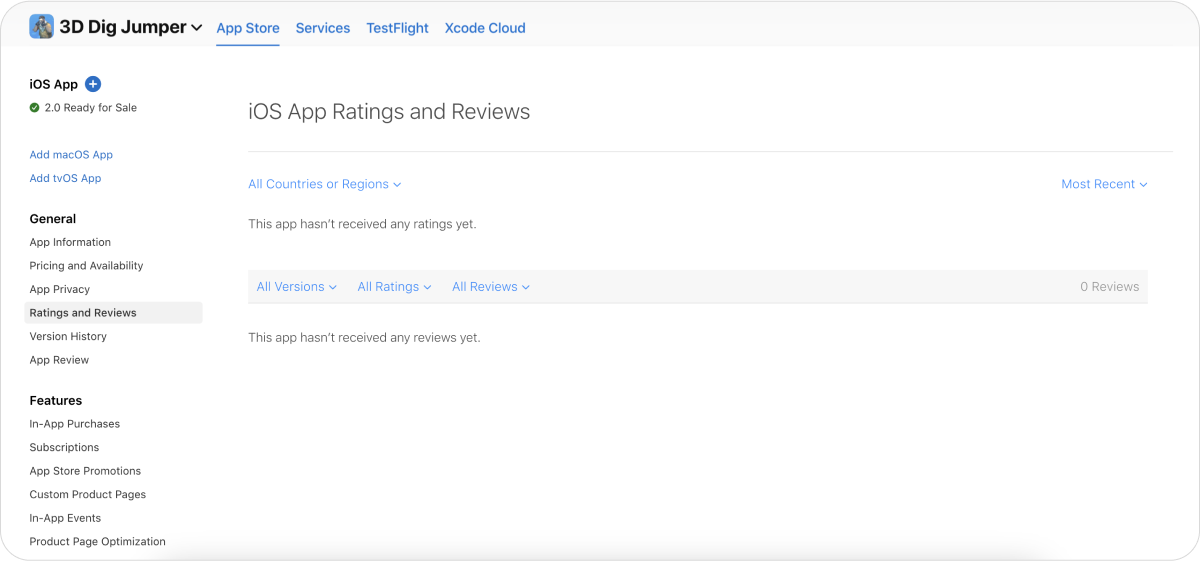 3D Dig Jumper App Store Services TestFlight Xcode Cloud
iOS App
2.0 Ready for Sale
Add macOS App
Add tvOS App
General
App Information
Pricing and Availability
App Privacy
Ratings and Reviews
Version History
App Review
Features
In-App Purchases
Subscriptions
App Store Promotions
Custom Product Pages
In-App Events
Product Page Optimization
iOS App Ratings and Reviews
All Countries or Regions Most Recent
This app hasn’t received any ratings yet.
All Versions All Ratings All Reviews 0 Reviews
This app hasn’t received any reviews yet.